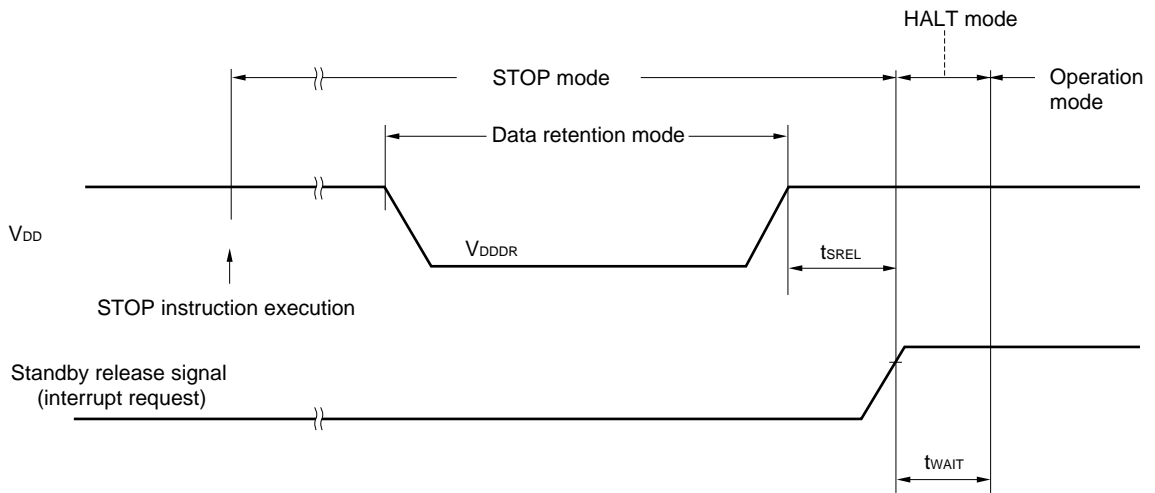 HALT mode
STOP mode
Operation
mode
Data retention mode
VDD
VDDDR
tSREL
STOP instruction execution
Standby release signal
(interrupt request)
tWAIT